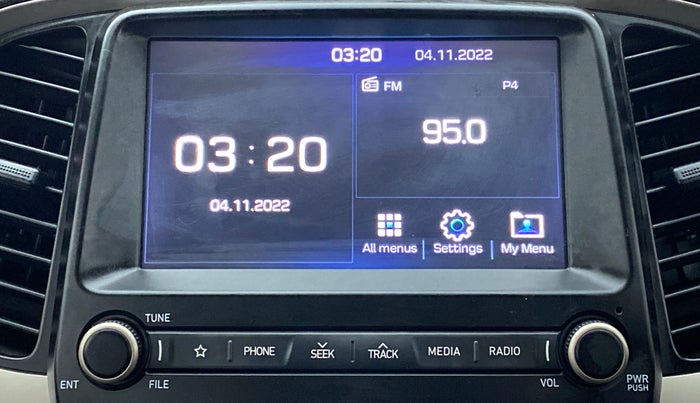 03:20 04.11.2022
FM P4
03:20
95.0
04.11.2022
All menus Settings My Menu
TUNE
PHONE SEEK TRACK MEDIA RADIO
ENT FILE VOL PWR
PUSH